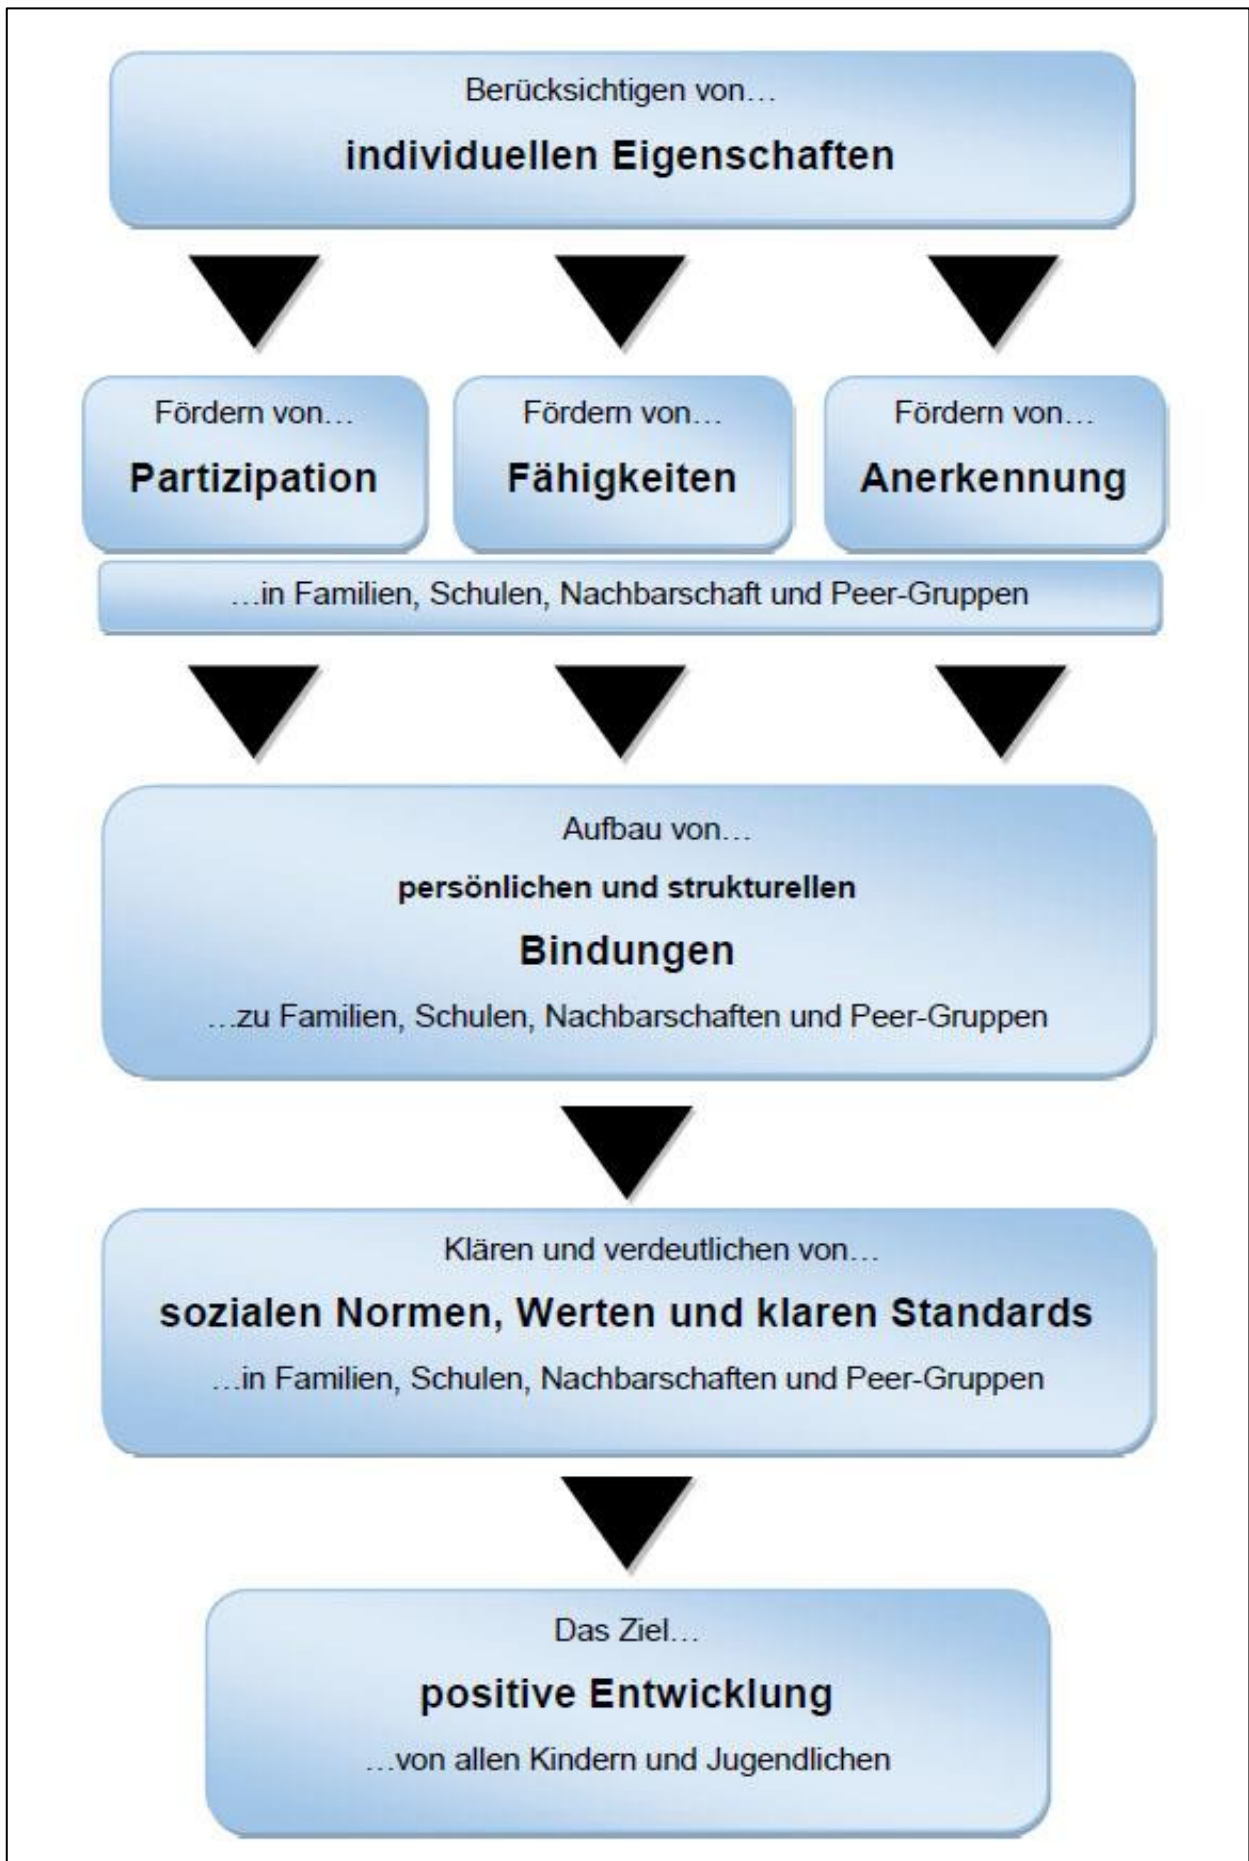 Berücksichtigen von…
individuellen Eigenschaften
Fördern von…
Partizipation
Fördern von…
Fähigkeiten
Fördern von…
Anerkennung
…in Familien, Schulen, Nachbarschaft und Peer-Gruppen
Aufbau von…
persönlichen und strukturellen
Bindungen
…zu Familien, Schulen, Nachbarschaften und Peer-Gruppen
Klären und verdeutlichen von…
sozialen Normen, Werten und klaren Standards
…in Familien, Schulen, Nachbarschaften und Peer-Gruppen
Das Ziel…
positive Entwicklung
…von allen Kindern und Jugendlichen